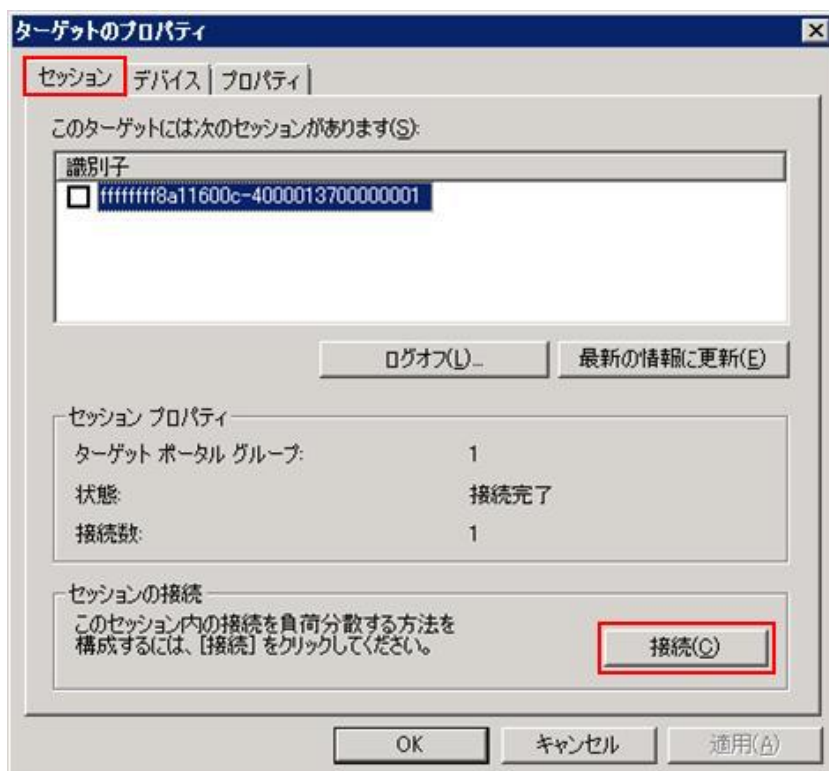 ターゲットのプロパティ
セッション デバイス プロパティ
このターゲットには次のセッションがあります(S):
識別子
ffffffff8a11600c-4000013700000001
ログオフ(L)... 最新の情報に更新(E)
セッション プロパティ
ターゲット ポータル グループ: 1
状態: 接続完了
接続数: 1
セッションの接続
このセッション内の接続を負荷分散する方法を
構成するには、[接続] をクリックしてください。
接続(C)
OK キャンセル 適用(A)